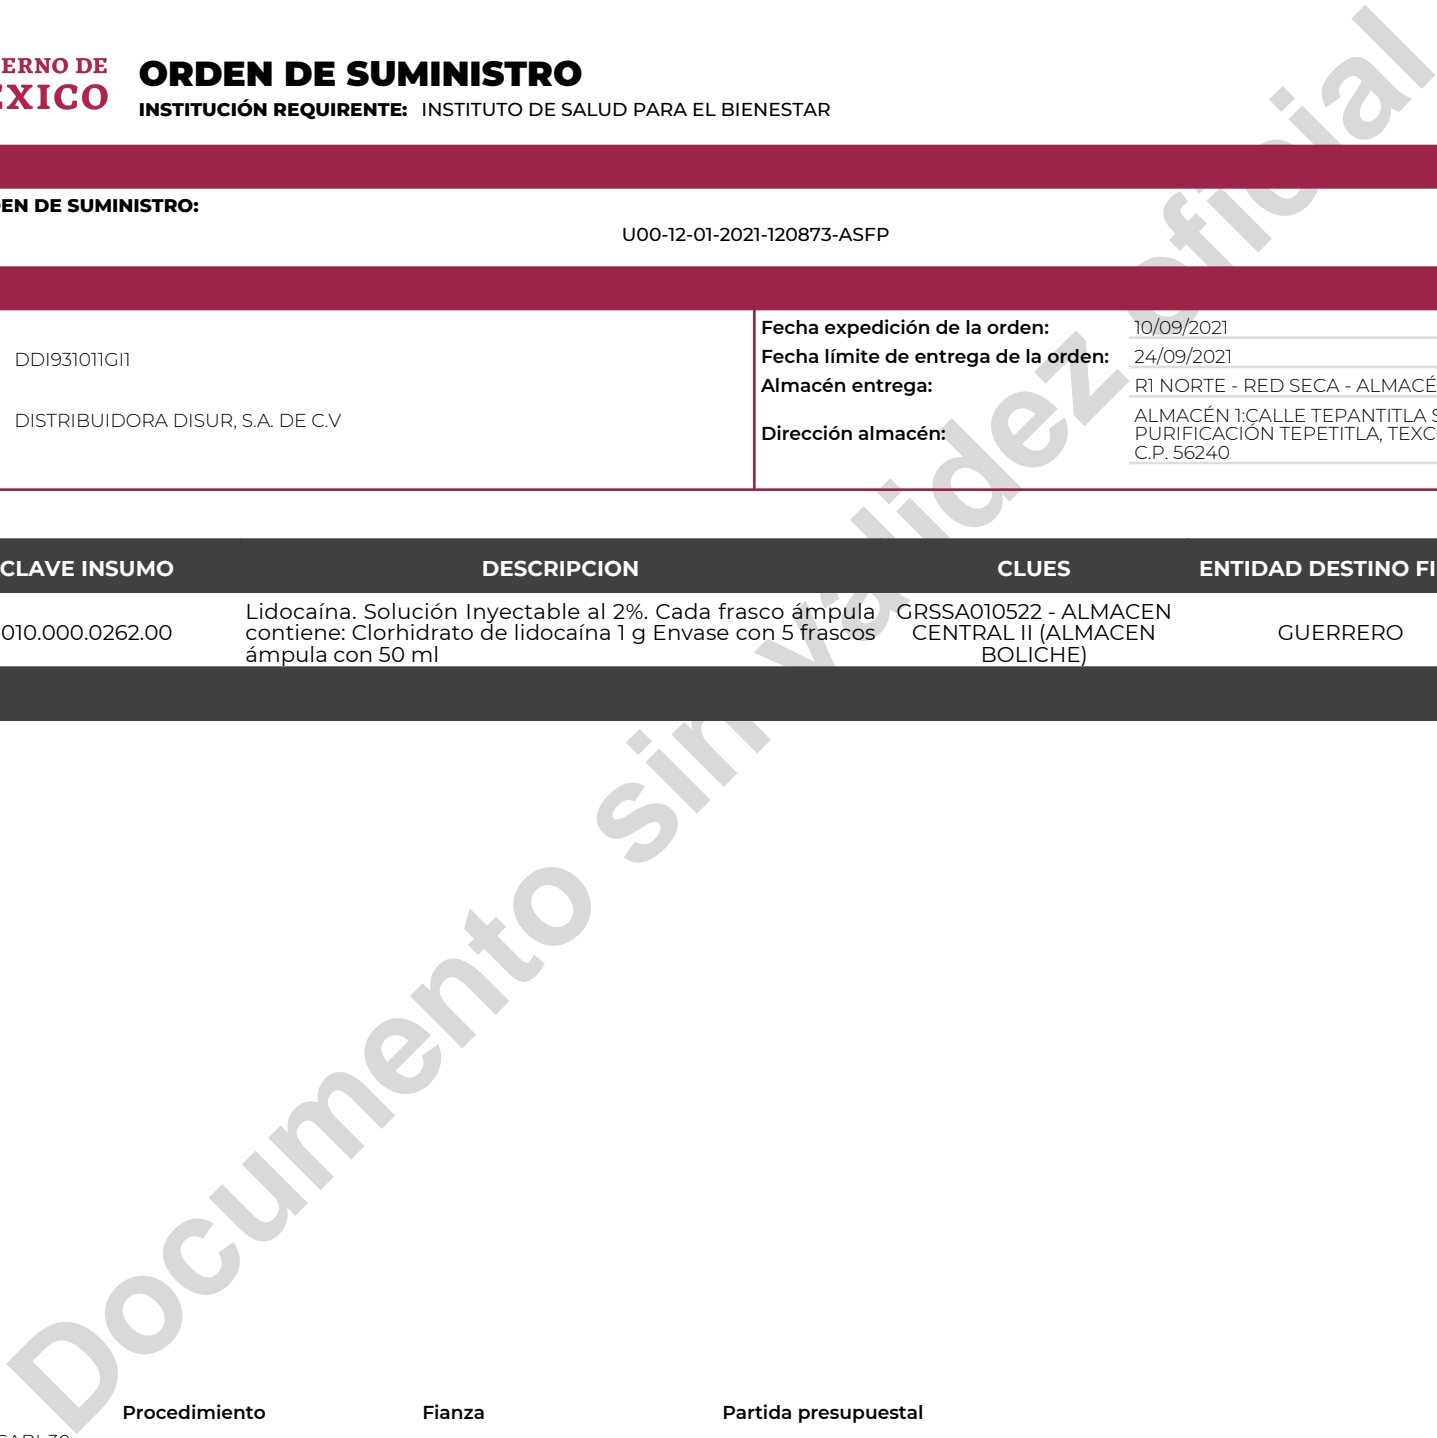 ERNO DE
EXICO
ORDEN DE SUMINISTRO
INSTITUCIÓN REQUIRENTE: INSTITUTO DE SALUD PARA EL BIENESTAR
EN DE SUMINISTRO:
U00-12-01-2021-120873-ASFP
DDI931011GI1
DISTRIBUIDORA DISUR, S.A. DE C.V
Fecha expedición de la orden: 10/09/2021
Fecha límite de entrega de la orden: 24/09/2021
Almacén entrega: R1 NORTE - RED SECA - ALMACÉ
Dirección almacén: ALMACÉN 1:CALLE TEPANTITLA S
PURIFICACIÓN TEPETITLA, TEXC
C.P. 56240
CLAVE INSUMO DESCRIPCION CLUES ENTIDAD DESTINO FI
010.000.0262.00
Lidocaína. Solución Inyectable al 2%. Cada frasco ámpula
contiene: Clorhidrato de lidocaína 1 g Envase con 5 frascos
ámpula con 50 ml
GRSSA010522 - ALMACEN
CENTRAL II (ALMACEN
BOLICHE)
GUERRERO
Documento sin validez oficial
Procedimiento Fianza Partida presupuestal